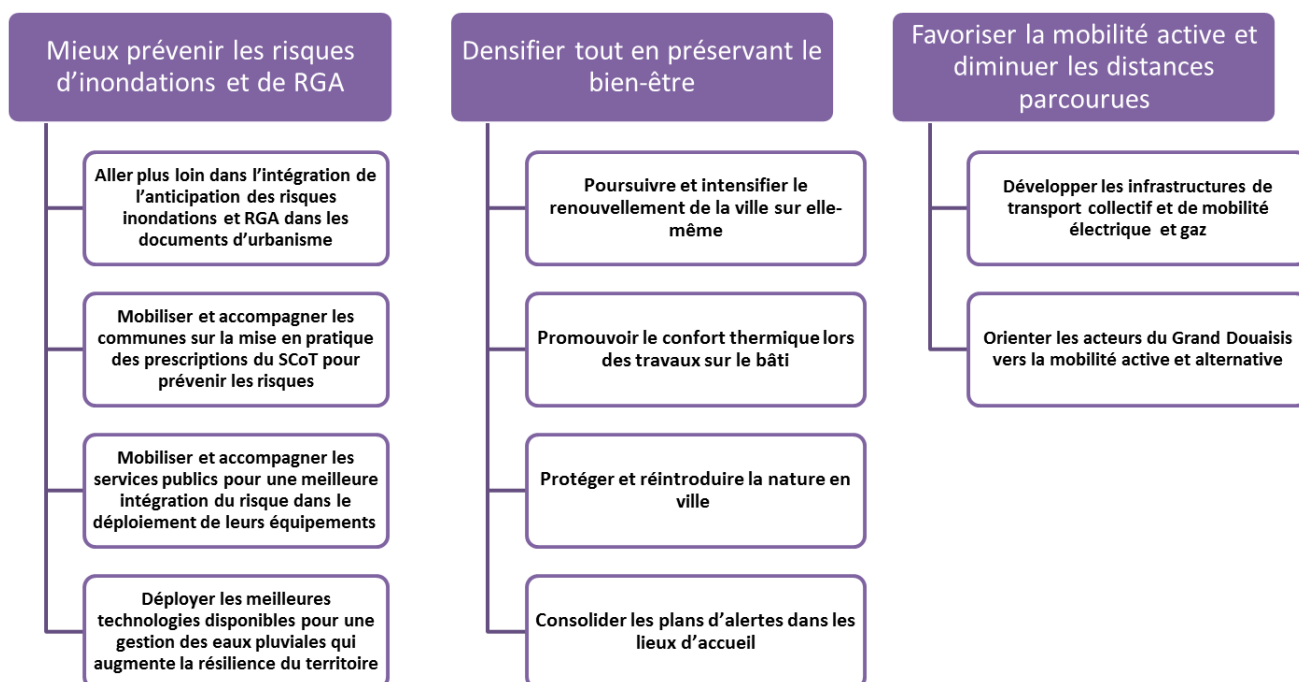 Mieux prévenir les risques
d’inondations et de RGA
Aller plus loin dans l’intégration de
l’anticipation des risques
inondations et RGA dans les
documents d’urbanisme
Mobiliser et accompagner les
communes sur la mise en pratique
des prescriptions du SCoT pour
prévenir les risques
Mobiliser et accompagner les
services publics pour une meilleure
intégration du risque dans le
déploiement de leurs équipements
Déployer les meilleures
technologies disponibles pour une
gestion des eaux pluviales qui
augmente la résilience du territoire
Densifier tout en préservant le
bien-être
Poursuivre et intensifier le
renouvellement de la ville sur elle-
même
Promouvoir le confort thermique lors
des travaux sur le bâti
Protéger et réintroduire la nature en
ville
Consolider les plans d’alertes dans les
lieux d’accueil
Favoriser la mobilité active et
diminuer les distances
parcourues
Développer les infrastructures de
transport collectif et de mobilité
électrique et gaz
Orienter les acteurs du Grand Douaisis
vers la mobilité active et alternative